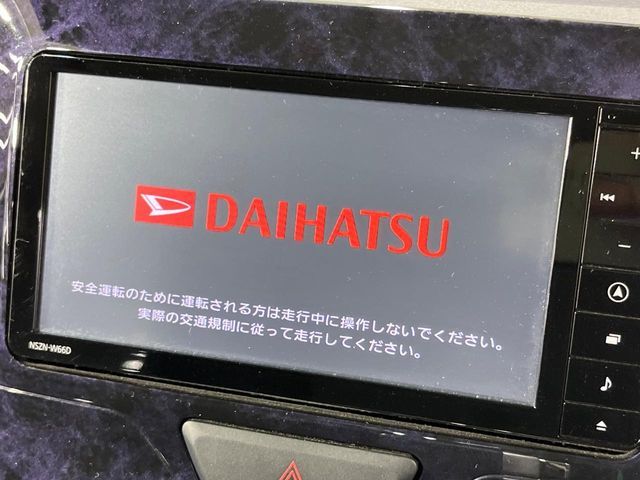 DAIHATSU
安全運転のために運転される方は走行中に操作しないでください。
実際の交通規制に従って走行してください。
NSZN-W66D